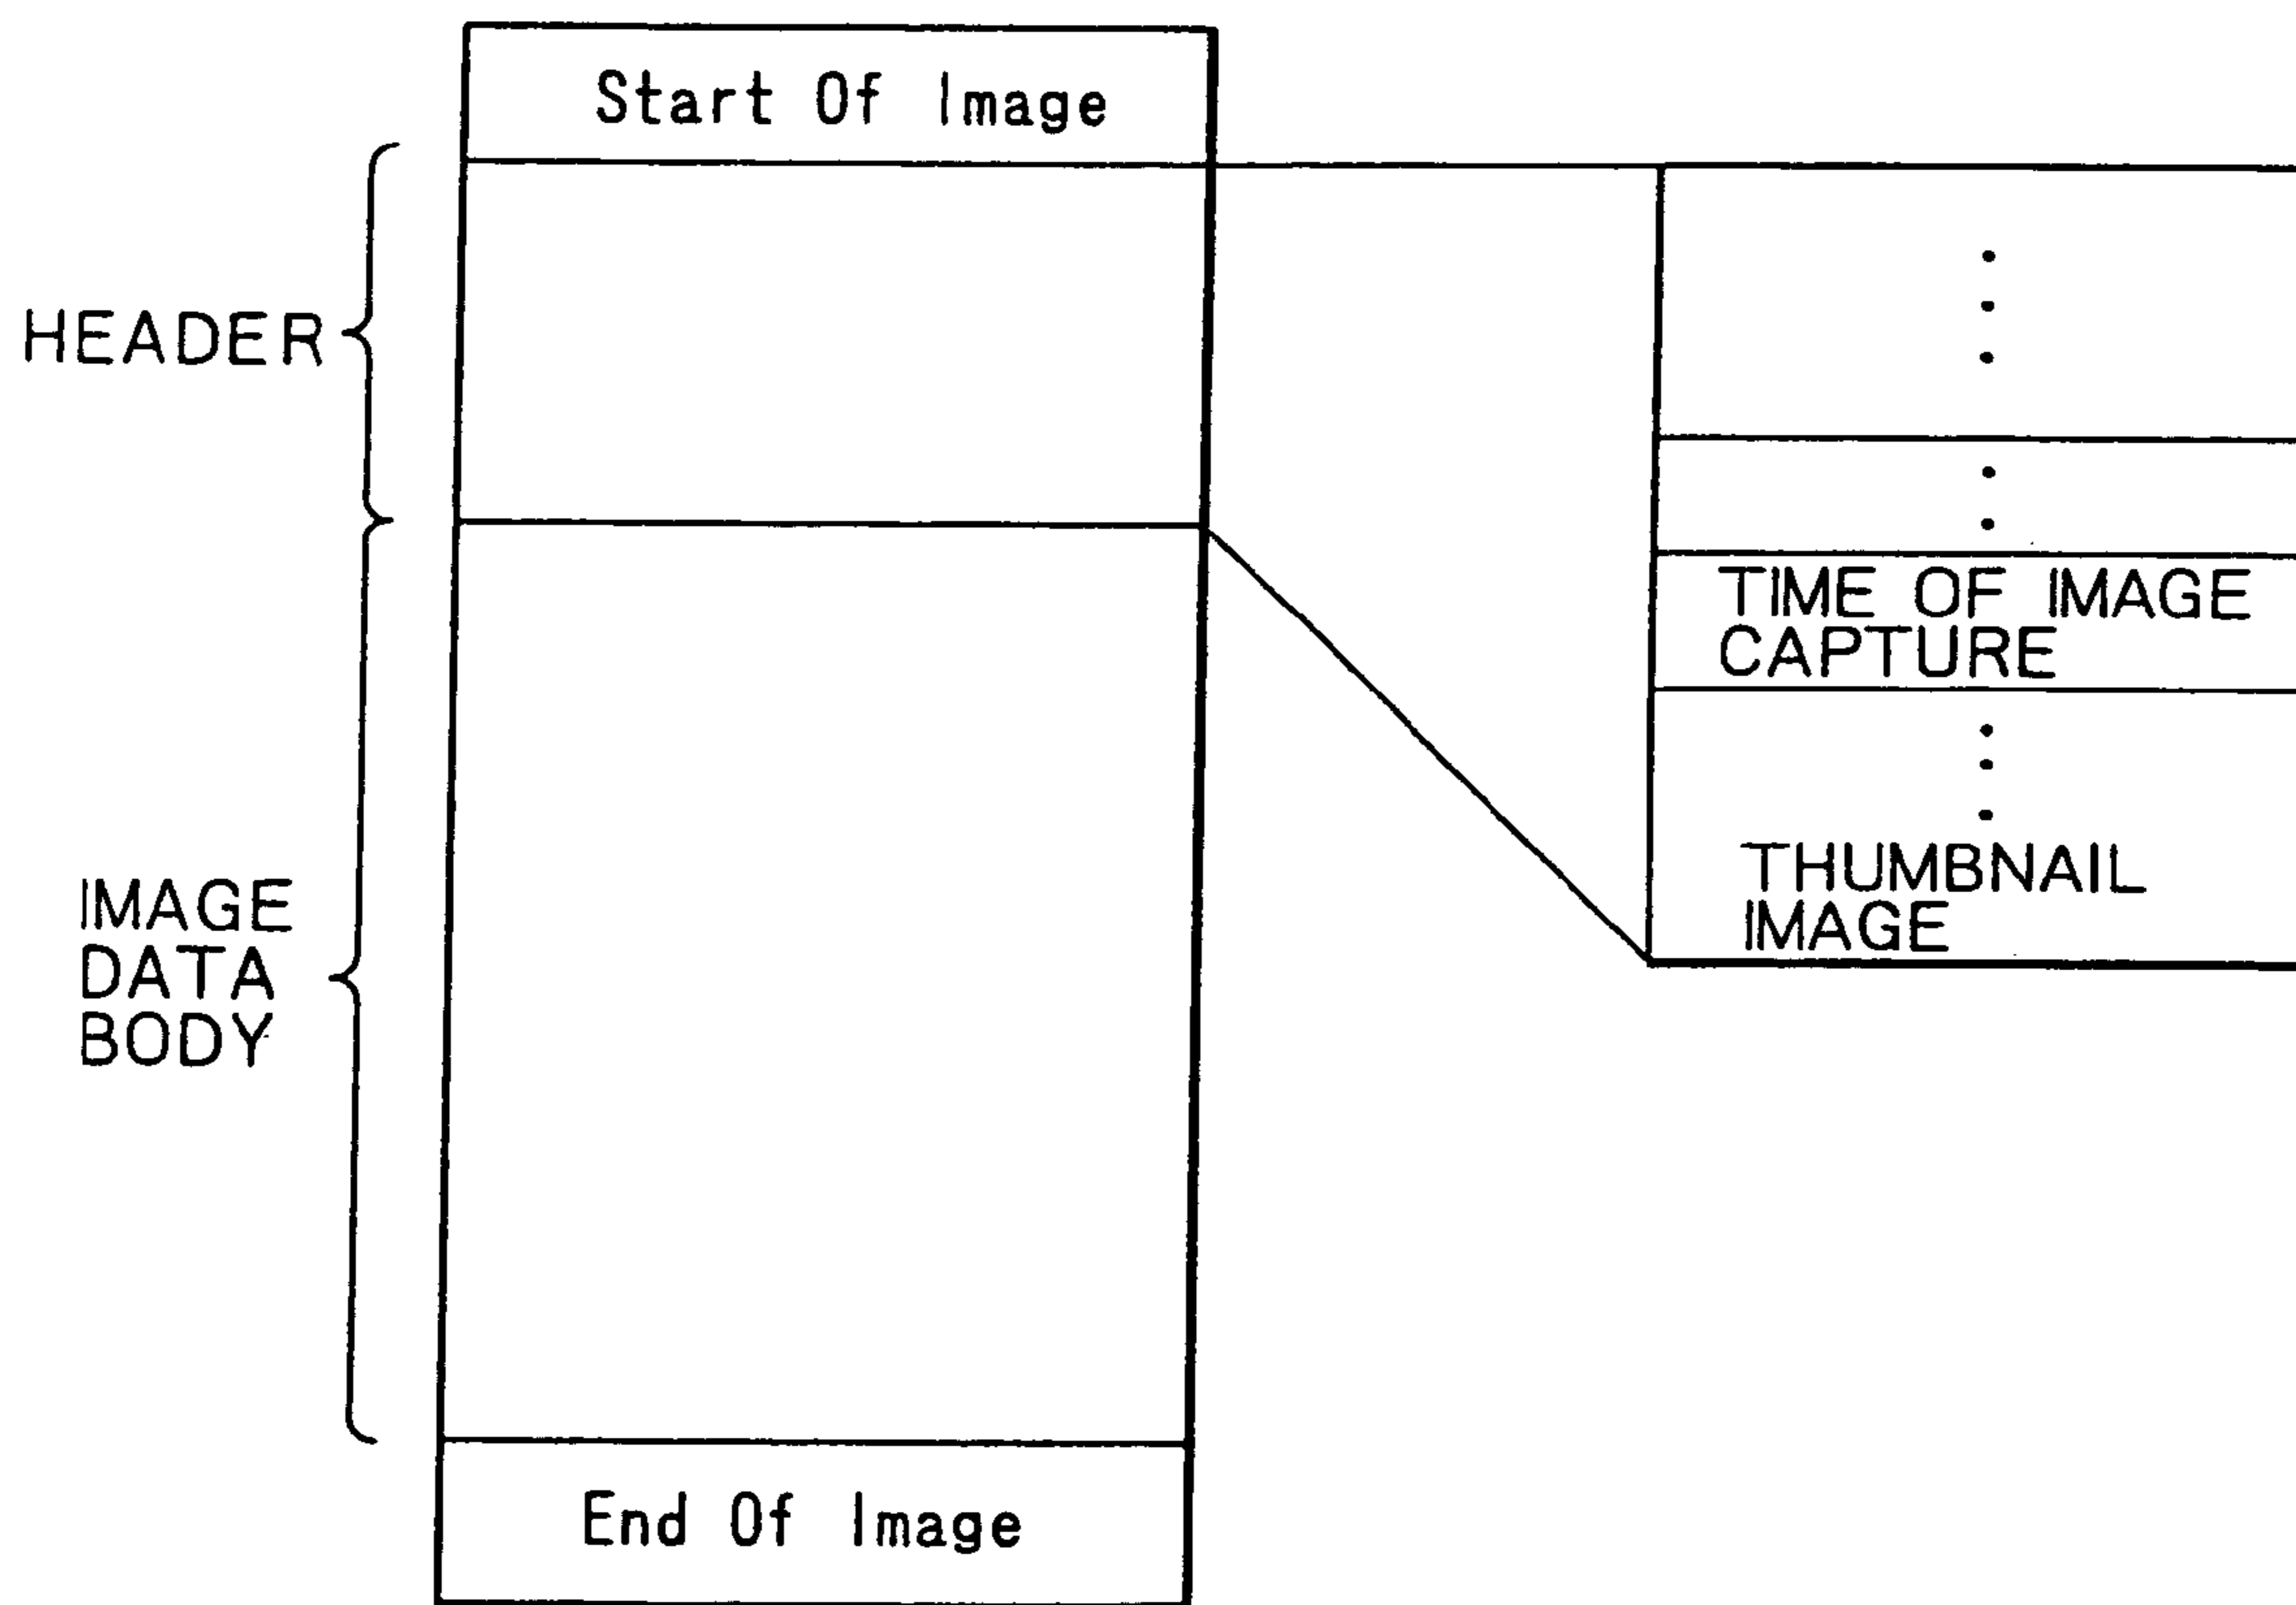 Start Of Image
HEADER
IMAGE
DATA
BODY
End Of Image
TIME OF IMAGE
CAPTURE
THUMBNAIL
IMAGE